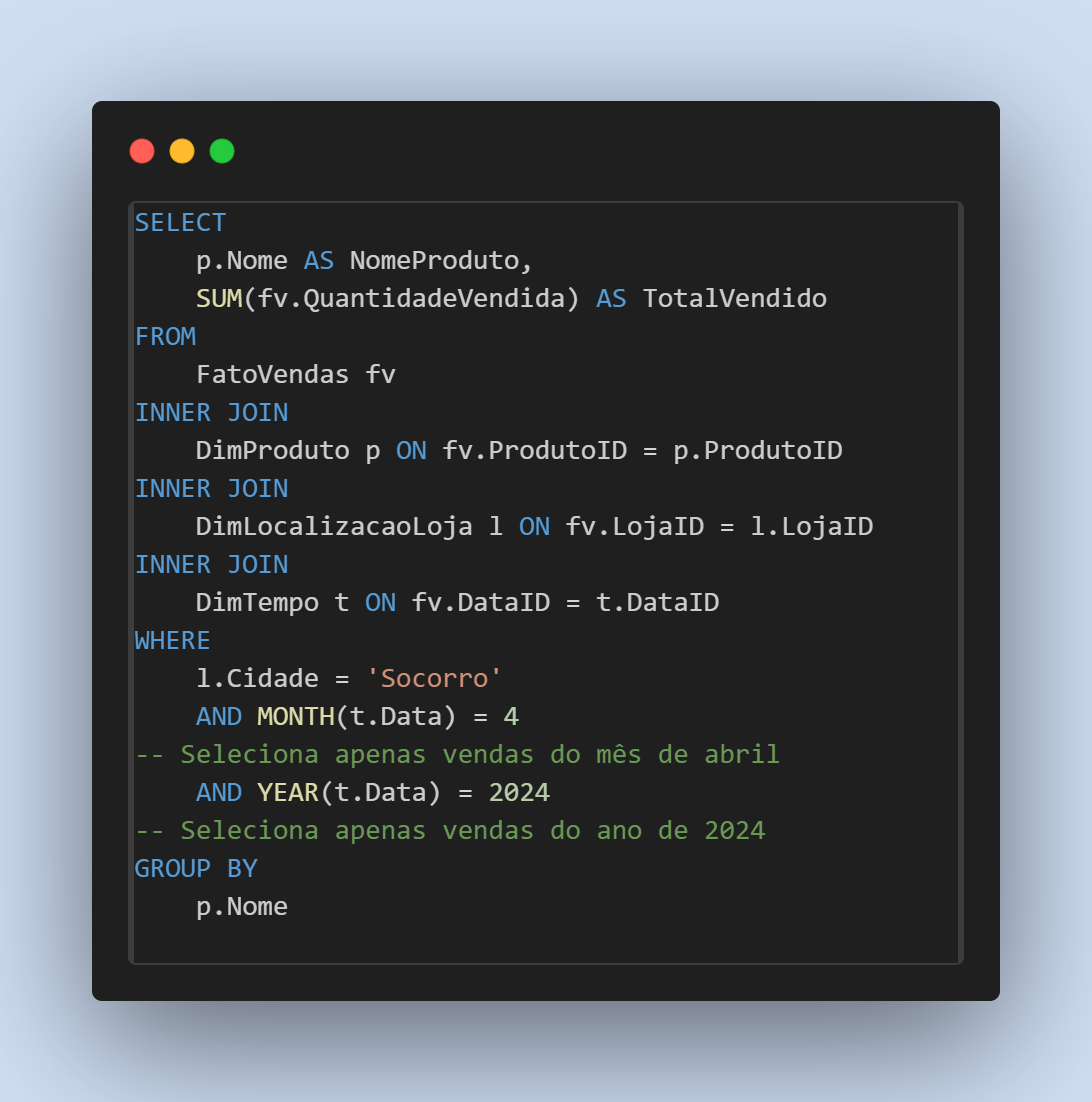 SELECT
    p.Nome AS NomeProduto,
    SUM(fv.QuantidadeVendida) AS TotalVendido
FROM
    FatoVendas fv
INNER JOIN
    DimProduto p ON fv.ProdutoID = p.ProdutoID
INNER JOIN
    DimLocalizacaoLoja l ON fv.LojaID = l.LojaID
INNER JOIN
    DimTempo t ON fv.DataID = t.DataID
WHERE
    l.Cidade = 'Socorro'
    AND MONTH(t.Data) = 4
-- Seleciona apenas vendas do mês de abril
    AND YEAR(t.Data) = 2024
-- Seleciona apenas vendas do ano de 2024
GROUP BY
    p.Nome